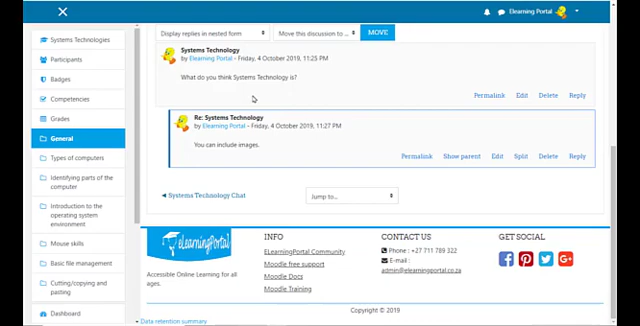 Elearning Portal
Display replies in nested form
Move this discussion to ...
MOVE
Systems Technologies
Participants
Badges
Competencies
Grades
General
Types of computers
Identifying parts of the
computer
Introduction to the
operating system
environment
Mouse skills
Basic file management
Cutting/copying and
pasting
Dashboard
Systems Technology
by Elearning Portal - Friday, 4 October 2019, 11:25 PM
What do you think Systems Technology is?
Permalink Edit Delete Reply
Re: Systems Technology
by Elearning Portal - Friday, 4 October 2019, 11:27 PM
You can include images.
Permalink Show parent Edit Split Delete Reply
◀ Systems Technology Chat
Jump to...
eLearningPortal
Accessible Online Learning for all
ages.
INFO
ELearningPortal Community
Moodle free support
Moodle Docs
Moodle Training
CONTACT US
Phone : +27 711 789 322
E-mail :
admin@elearningportal.co.za
GET SOCIAL
Copyright © 2019
Data retention summary